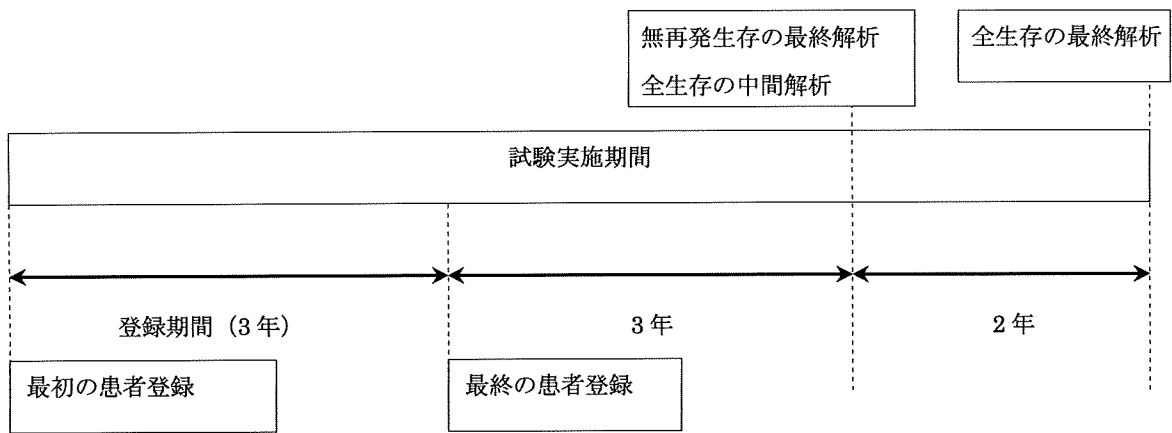 無再発生存の最終解析
全生存の中間解析
全生存の最終解析
試験実施期間
登録期間（3年）
3年
2年
最初の患者登録
最終の患者登録